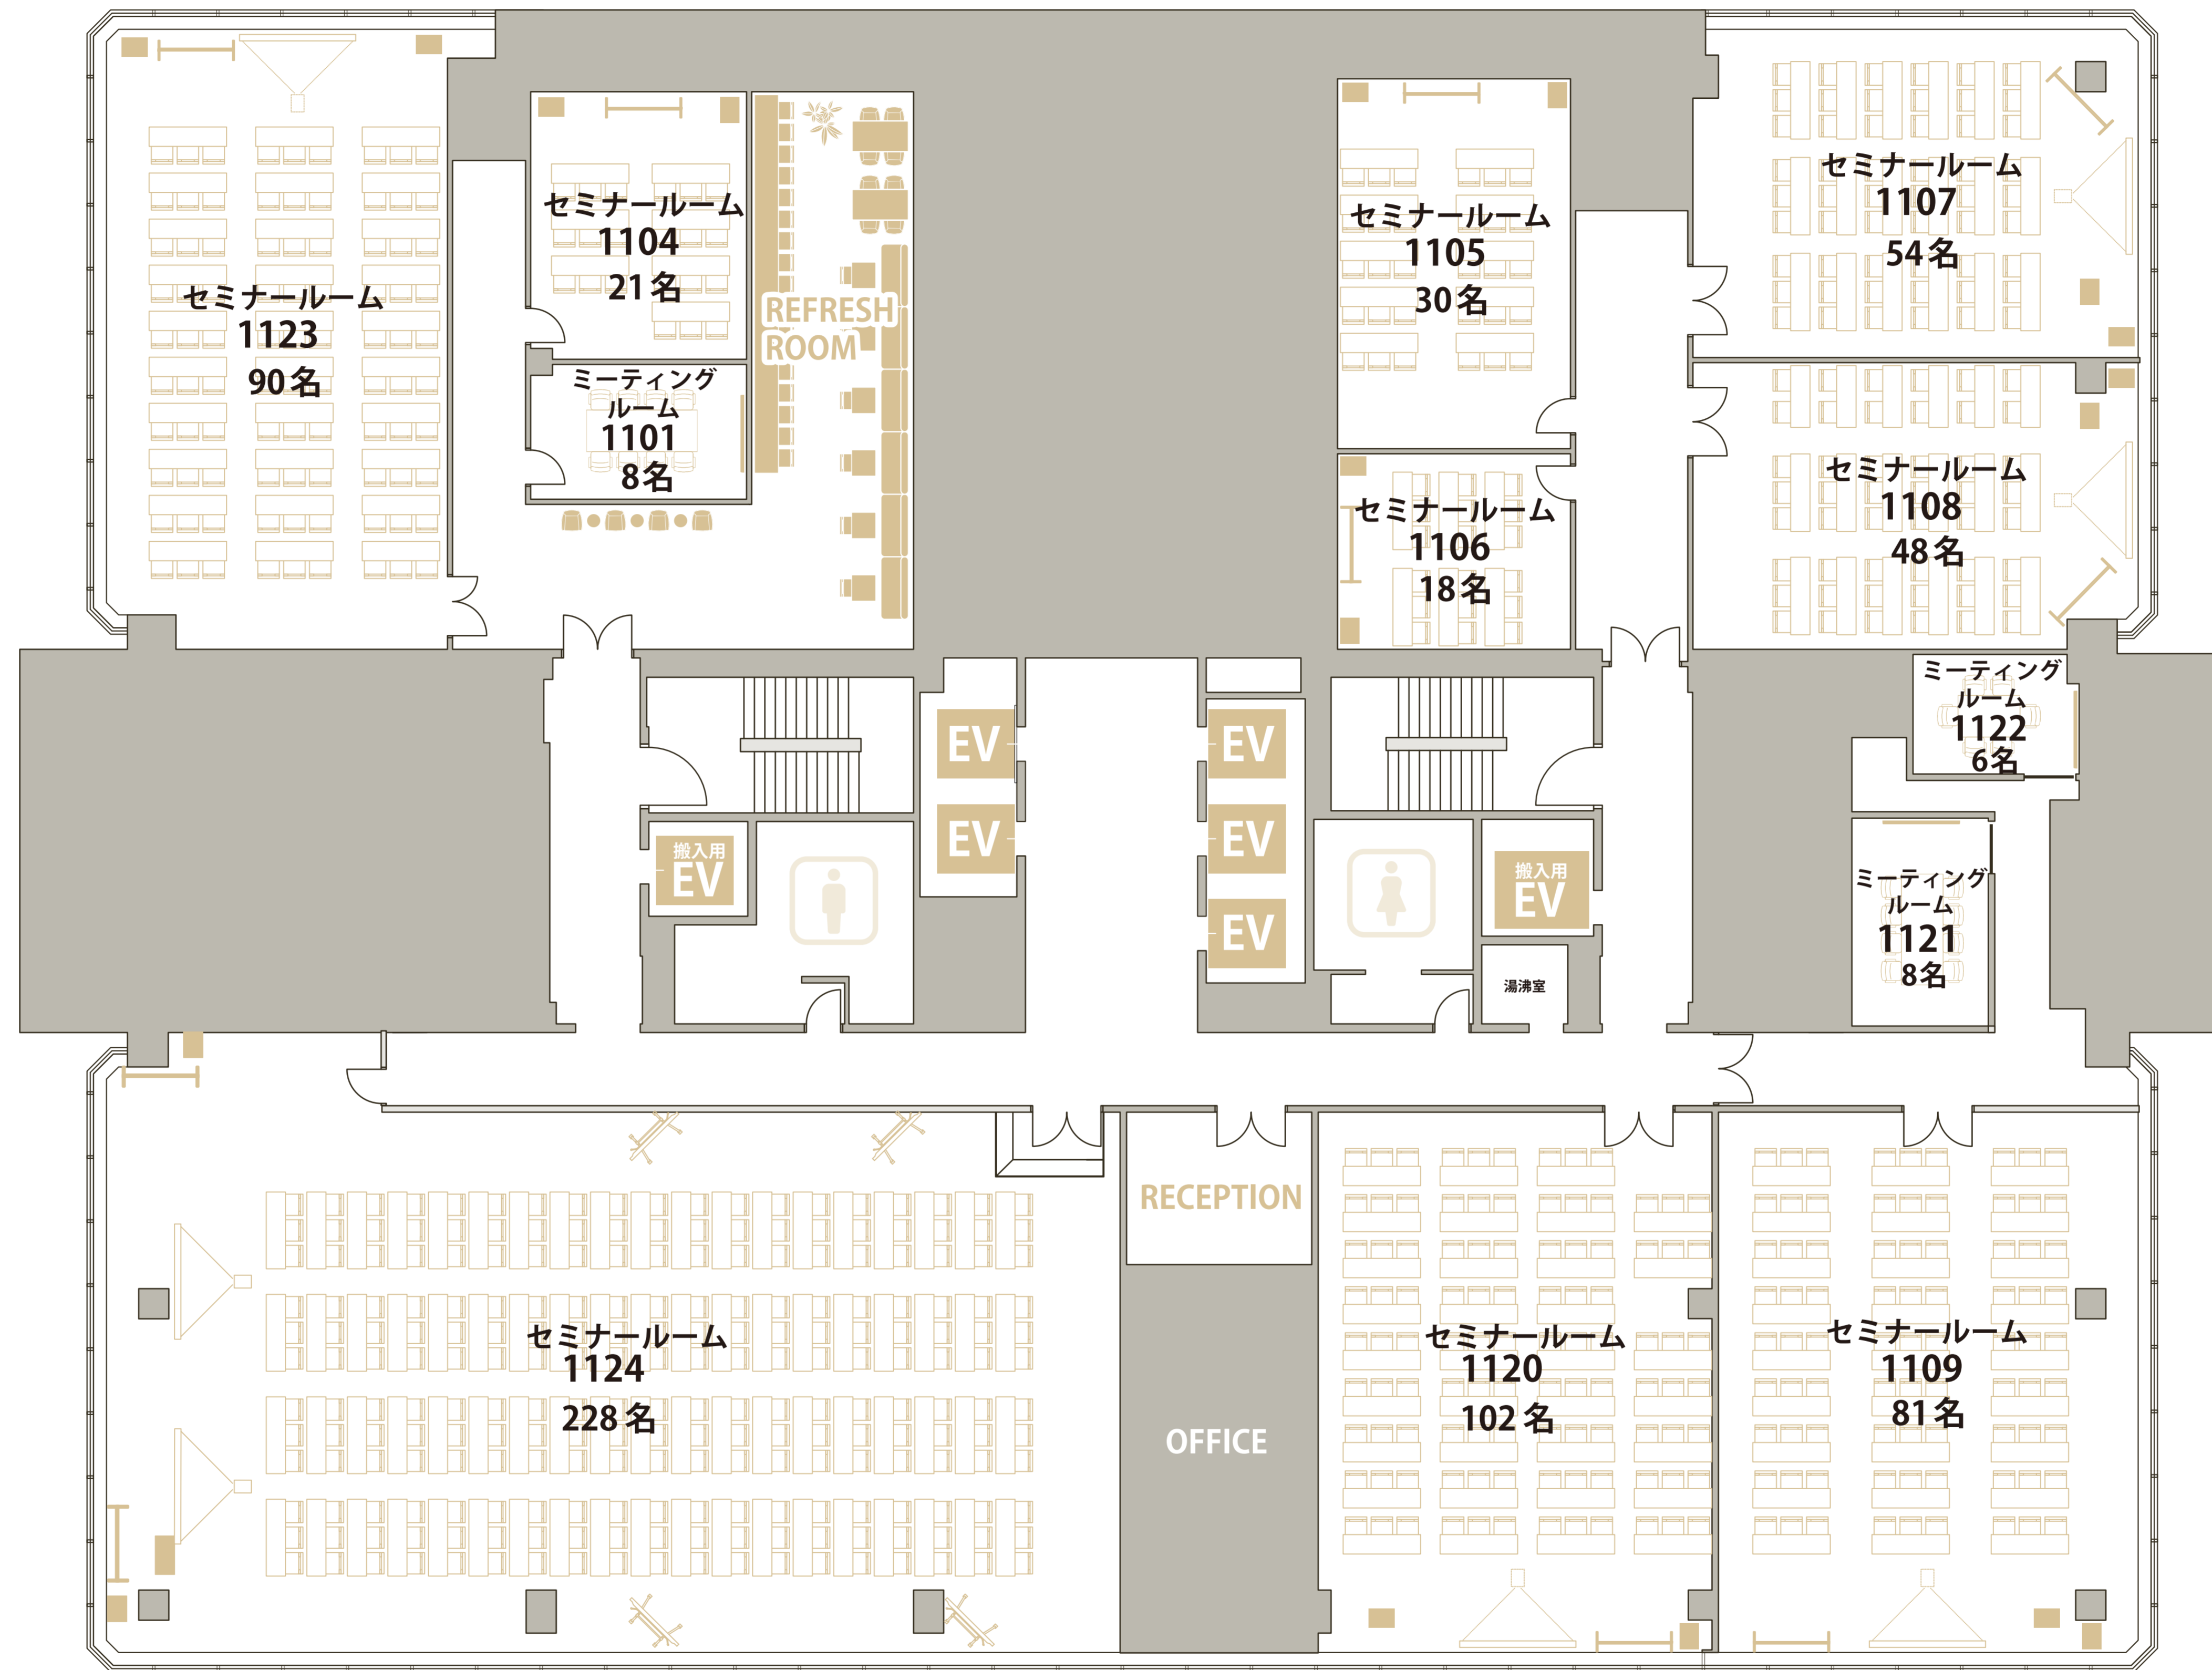 セミナールーム
1123
90名
セミナールーム
1104
21名
ミーティング
ルーム
1101
8名
REFRESH
ROOM
セミナールーム
1105
30名
セミナールーム
1106
18名
セミナールーム
1107
54名
セミナールーム
1108
48名
ミーティング
ルーム
1122
6名
ミーティング
ルーム
1121
8名
EV
EV
EV
EV
EV
搬入用
EV
搬入用
EV
湯沸室
セミナールーム
1124
228名
RECEPTION
OFFICE
セミナールーム
1120
102名
セミナールーム
1109
81名